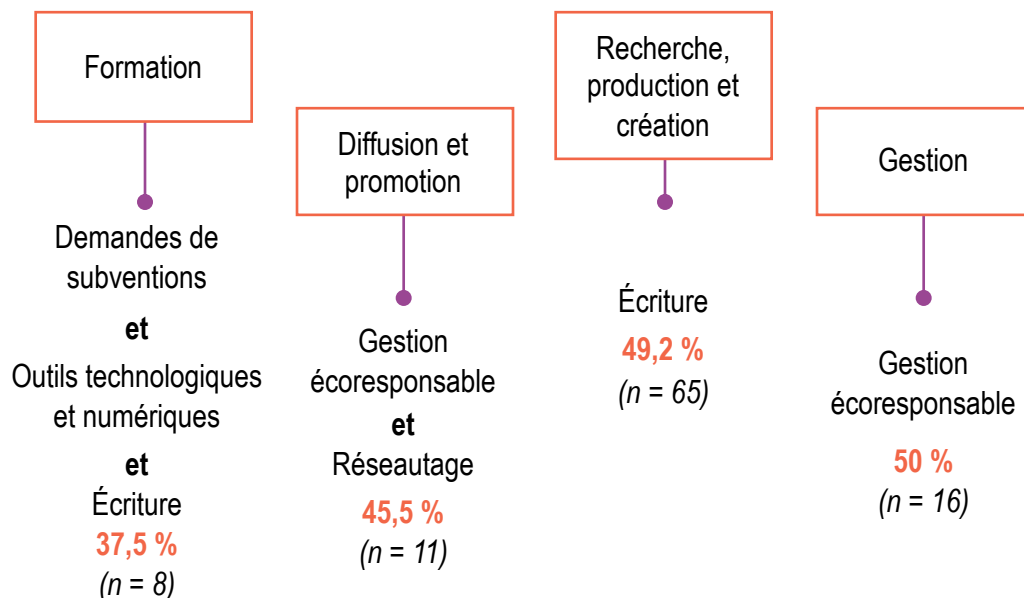 Formation
Demandes de
subventions
et
Outils technologiques
et numériques
et
Écriture
37,5 %
(n = 8)
Diffusion et
promotion
Gestion
écoresponsable
et
Réseautage
45,5 %
(n = 11)
Recherche,
production et
création
Écriture
49,2 %
(n = 65)
Gestion
Gestion
écoresponsable
50 %
(n = 16)